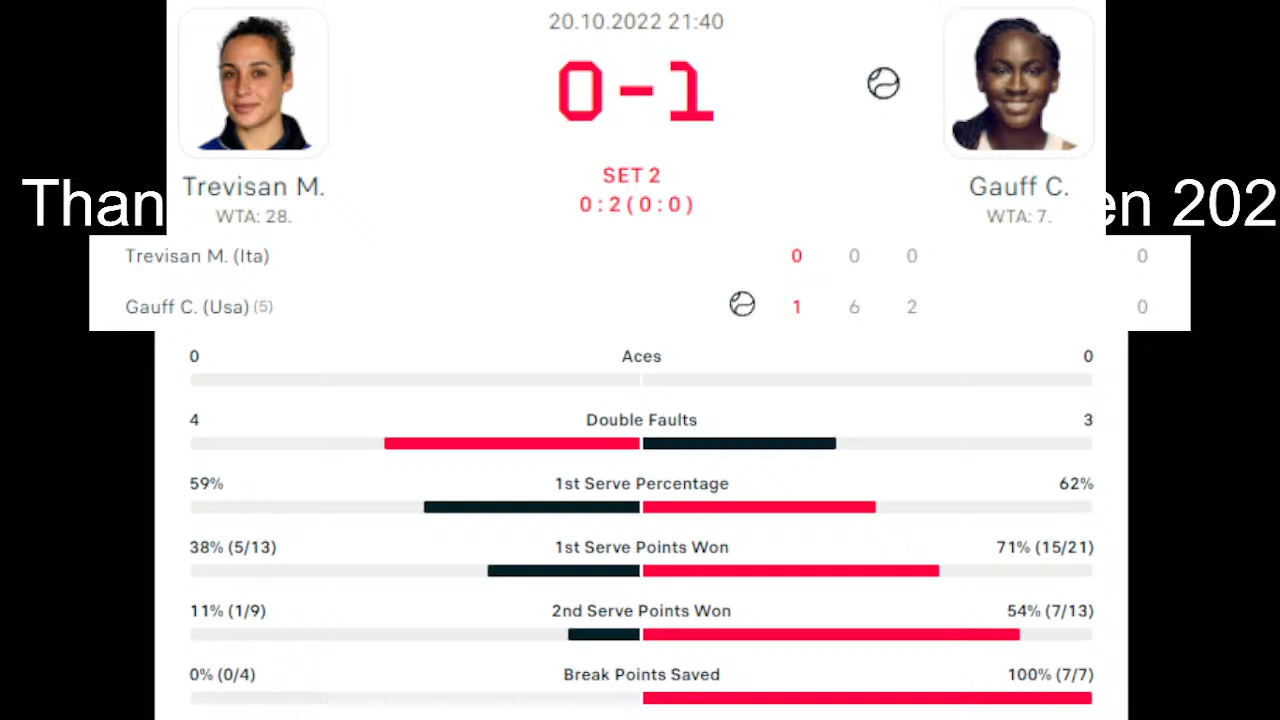 20.10.2022 21:40
0-1
SET 2
0 : 2 ( 0 : 0 )
Trevisan M.
WTA: 28.
Gauff C.
WTA: 7.
Than en 202
Trevisan M. (Ita) 0 0 0 0
Gauff C. (Usa) (5) 1 6 2 0
0 Aces 0
4 Double Faults 3
59% 1st Serve Percentage 62%
38% (5/13) 1st Serve Points Won 71% (15/21)
11% (1/9) 2nd Serve Points Won 54% (7/13)
0% (0/4) Break Points Saved 100% (7/7)